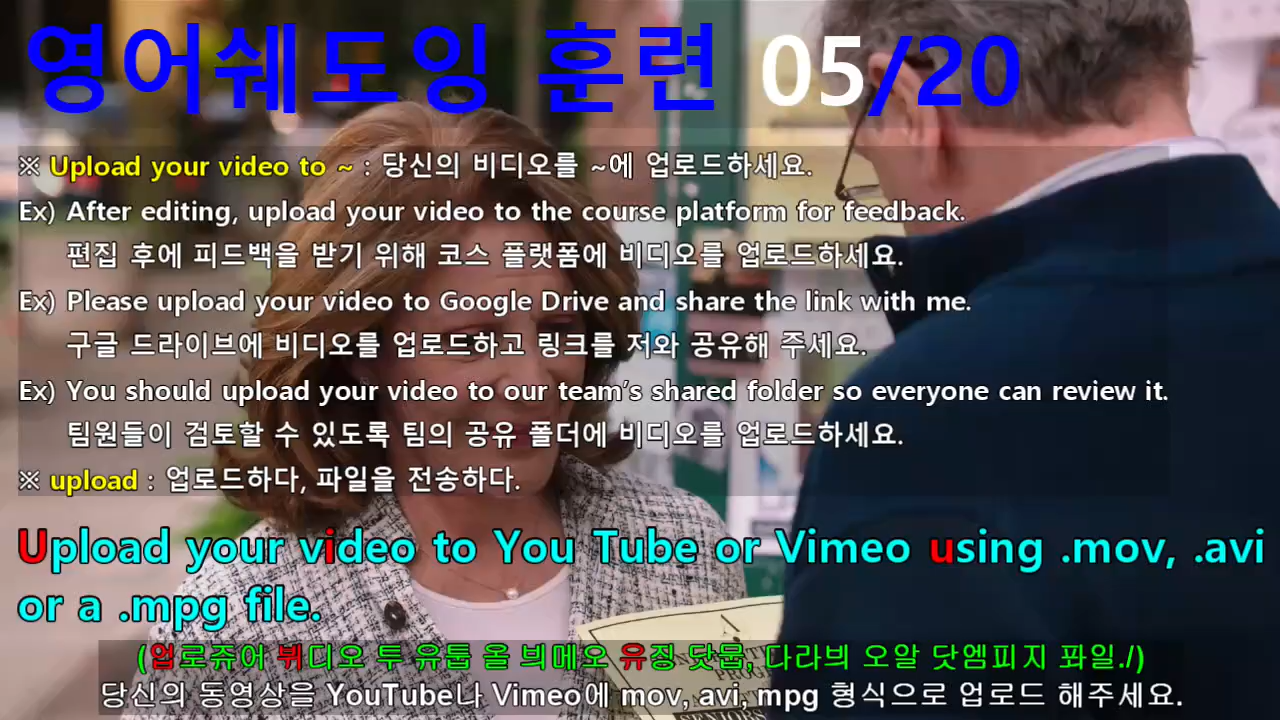 영어쉐도잉 훈련 05/20
※ Upload your video to ~ : 당신의 비디오를 ~에 업로드하세요.
Ex) After editing, upload your video to the course platform for feedback.
편집 후에 피드백을 받기 위해 코스 플랫폼에 비디오를 업로드하세요.
Ex) Please upload your video to Google Drive and share the link with me.
구글 드라이브에 비디오를 업로드하고 링크를 저와 공유해 주세요.
Ex) You should upload your video to our team's shared folder so everyone can review it.
팀원들이 검토할 수 있도록 팀의 공유 폴더에 비디오를 업로드하세요.
※ upload : 업로드하다, 파일을 전송하다.
Upload your video to You Tube or Vimeo using .mov, .avi
or a .mpg file.
(업로쥬어 뷔디오 투 유툽 올 븨메오 유징 닷뭅, 다라븨 오알 닷엠피지 퐈일./)
당신의 동영상을 YouTube나 Vimeo에 mov, avi, mpg 형식으로 업로드 해주세요.